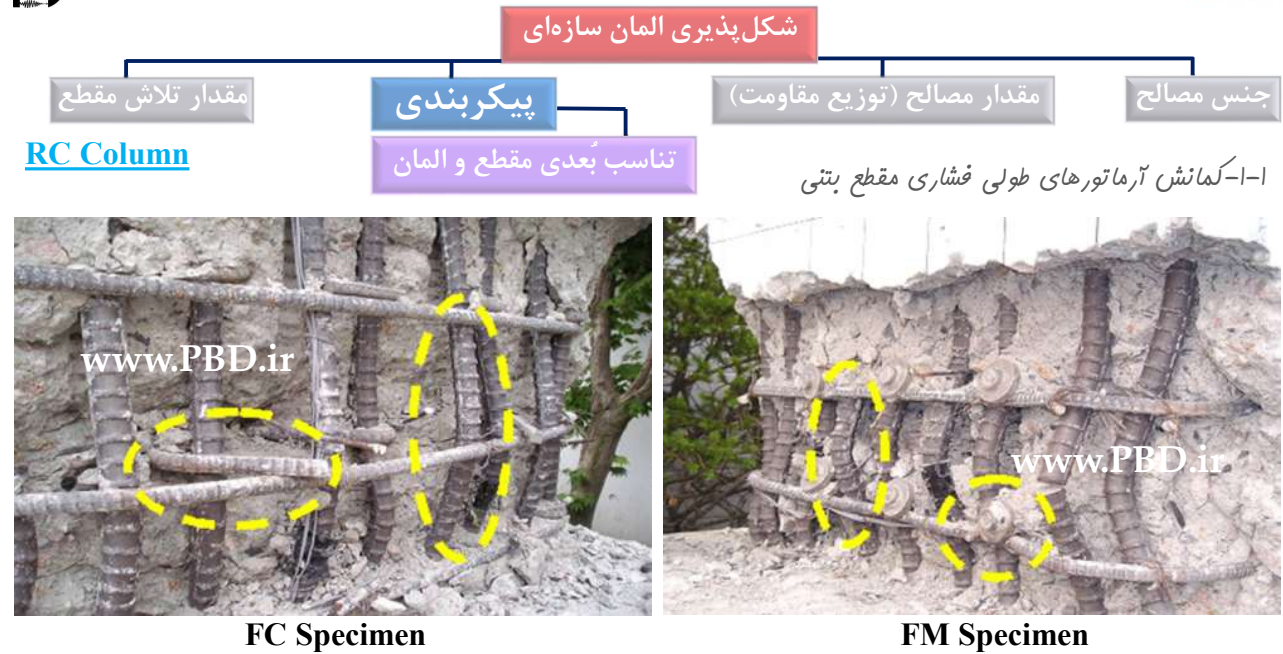 شکل‌پذیری المان سازه‌ای
جنس مصالح
مقدار مصالح (توزیع مقاومت)
پیکربندی
مقدار تلاش مقطع
تناسب بُعدی مقطع و المان
RC Column
۱-۱-کمانش آرماتورهای طولی فشاری مقطع بتنی
www.PBD.ir
www.PBD.ir
FC Specimen
FM Specimen